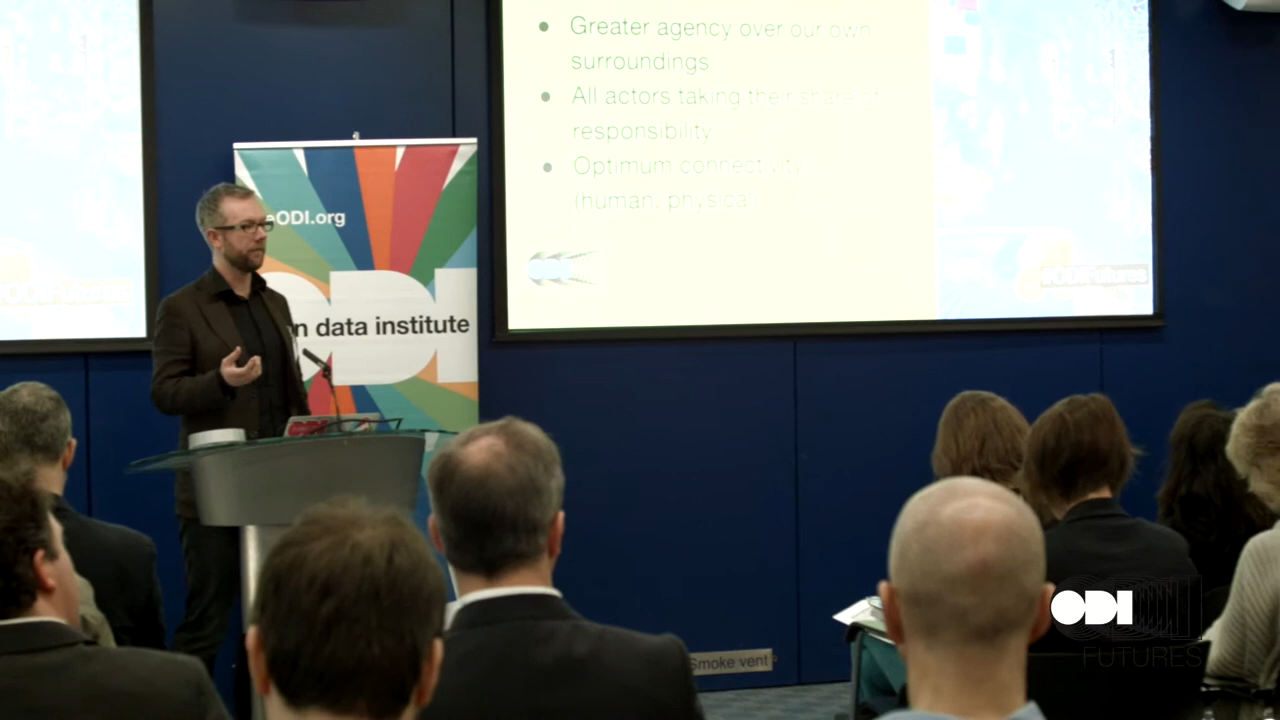 Greater agency over our own
surroundings
All actors taking their share of
responsibility
Optimum connectivity
(human, physical)
#ODIFutures
eODI.org
n data institute
Smoke vent
ODI
FUTURES